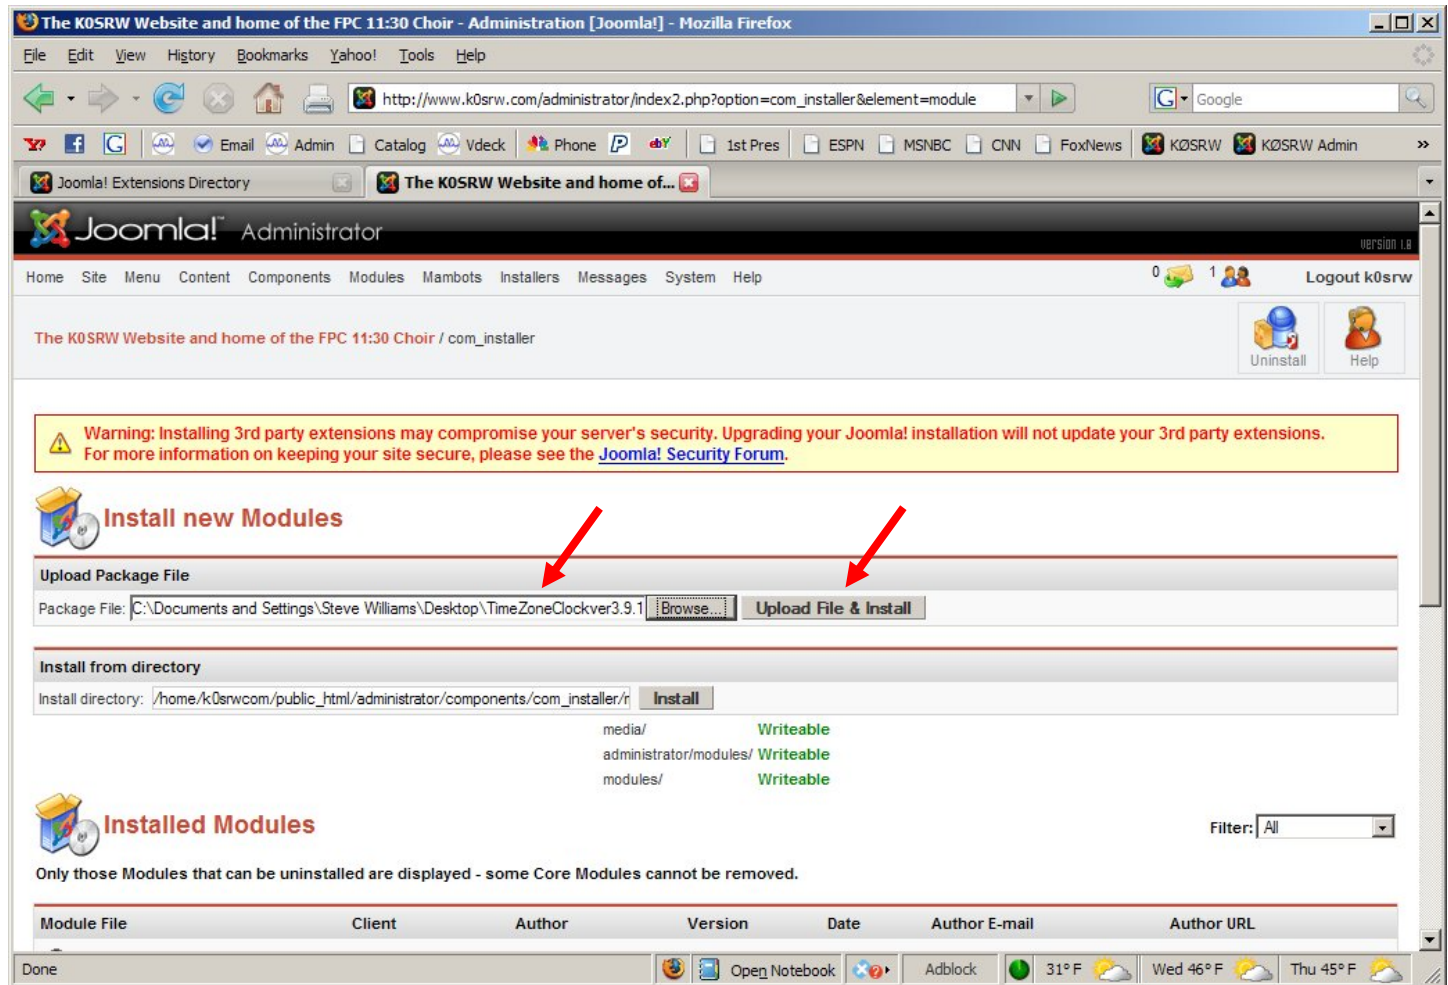 The K0SRW Website and home of the FPC 11:30 Choir - Administration [Joomla!] - Mozilla Firefox
File Edit View History Bookmarks Yahoo! Tools Help
http://www.k0srw.com/administrator/index2.php?option=com_installer&element=module
G Google
Y? f G Email Admin Catalog Vdeck Phone P ebY 1st Pres ESPN MSNBC CNN FoxNews KØSRW KØSRW Admin »
Joomla! Extensions Directory The K0SRW Website and home of...
Joomla!™ Administrator
version 1.0
Home Site Menu Content Components Modules Mambots Installers Messages System Help 0 1 Logout k0srw
The K0SRW Website and home of the FPC 11:30 Choir / com_installer
Uninstall Help
Warning: Installing 3rd party extensions may compromise your server's security. Upgrading your Joomla! installation will not update your 3rd party extensions.
For more information on keeping your site secure, please see the Joomla! Security Forum.
Install new Modules
Upload Package File
Package File: C:\Documents and Settings\Steve Williams\Desktop\TimeZoneClockver3.9.1 Browse... Upload File & Install
Install from directory
Install directory: /home/k0srwcom/public_html/administrator/components/com_installer/r Install
media/ Writeable
administrator/modules/ Writeable
modules/ Writeable
Installed Modules
Filter: All
Only those Modules that can be uninstalled are displayed - some Core Modules cannot be removed.
Module File Client Author Version Date Author E-mail Author URL
Done Open Notebook Adblock 31° F Wed 46° F Thu 45° F